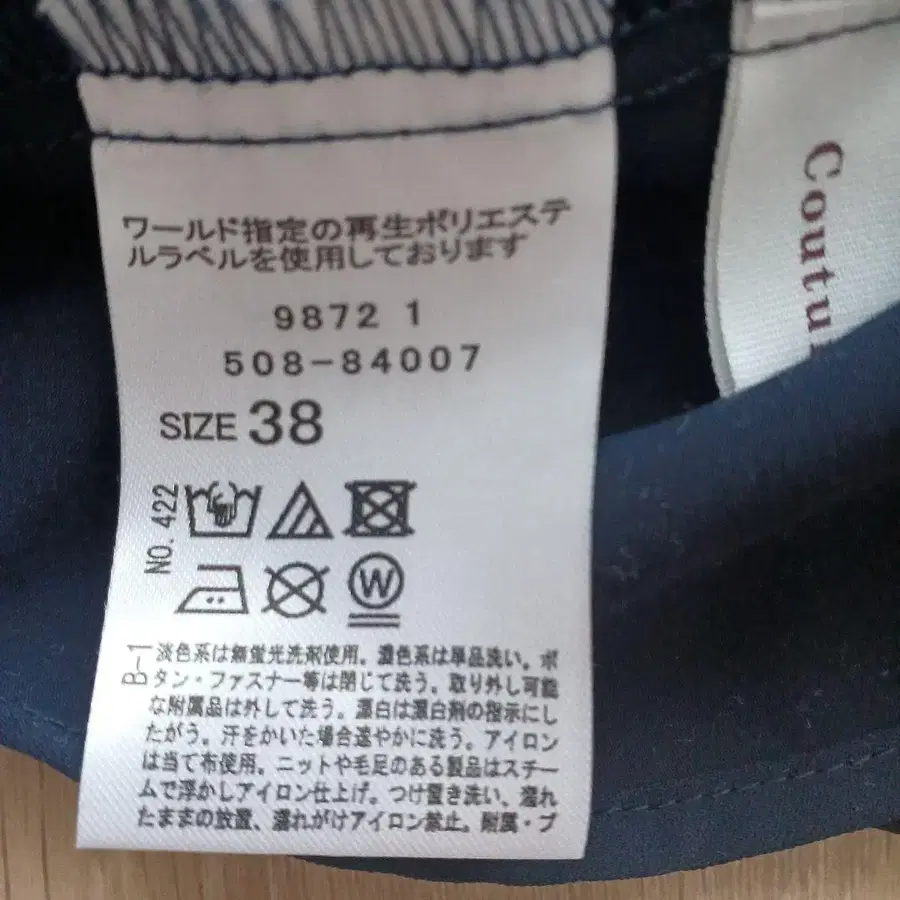 ワールド指定の再生ポリエステ
ルラベルを使用しております
9872 1
508-84007
SIZE 38
NO. 422
W
B-1
淡色系は無蛍光洗剤使用。濃色系は単品洗い。ボ
タン・ファスナー等は閉じて洗う。取り外し可能
な附属品は外して洗う。漂白は漂白剤の指示にし
たがう。汗をかいた場合速やかに洗う。アイロン
は当て布使用。ニットや毛足のある製品はスチー
ムで浮かしアイロン仕上げ。つけ置き洗い、濡れ
たままの放置、濡れがけアイロン禁止。附属・プ
Coutu